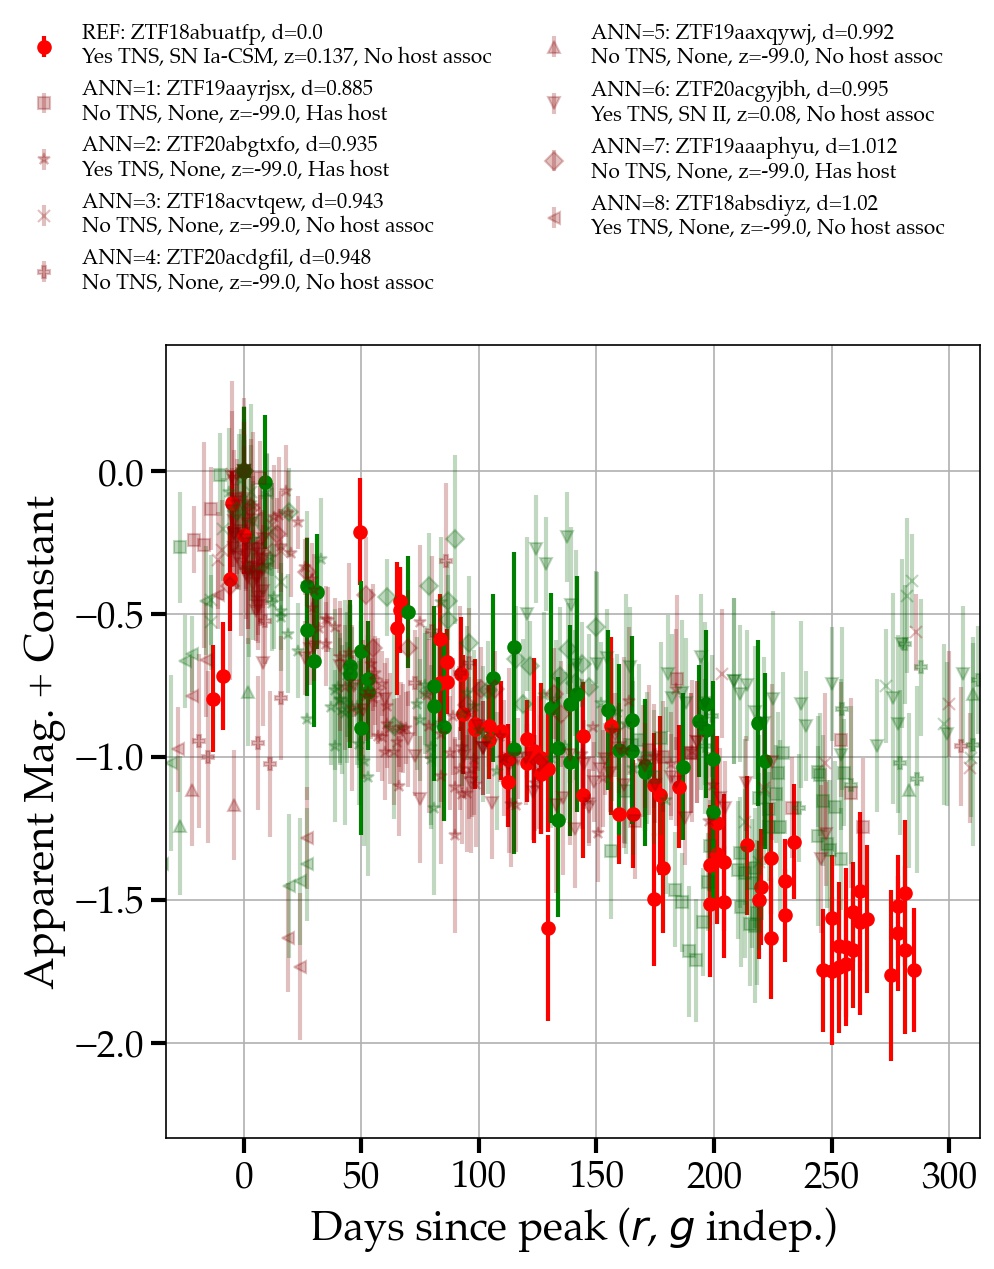 REF: ZTF18abuatfp, d=0.0
Yes TNS, SN Ia-CSM, z=0.137, No host assoc
ANN=1: ZTF19aayrjsx, d=0.885
No TNS, None, z=-99.0, Has host
ANN=2: ZTF20abgtxfo, d=0.935
Yes TNS, None, z=-99.0, Has host
ANN=3: ZTF18acvtqew, d=0.943
No TNS, None, z=-99.0, No host assoc
ANN=4: ZTF20acdgfil, d=0.948
No TNS, None, z=-99.0, No host assoc
ANN=5: ZTF19aaxqywj, d=0.992
No TNS, None, z=-99.0, No host assoc
ANN=6: ZTF20acgyjbh, d=0.995
Yes TNS, SN II, z=0.08, No host assoc
ANN=7: ZTF19aaaphyu, d=1.012
No TNS, None, z=-99.0, Has host
ANN=8: ZTF18absdiyz, d=1.02
Yes TNS, None, z=-99.0, No host assoc
Apparent Mag. + Constant
0.0
−0.5
−1.0
−1.5
−2.0
0 50 100 150 200 250 300
Days since peak (r, g indep.)